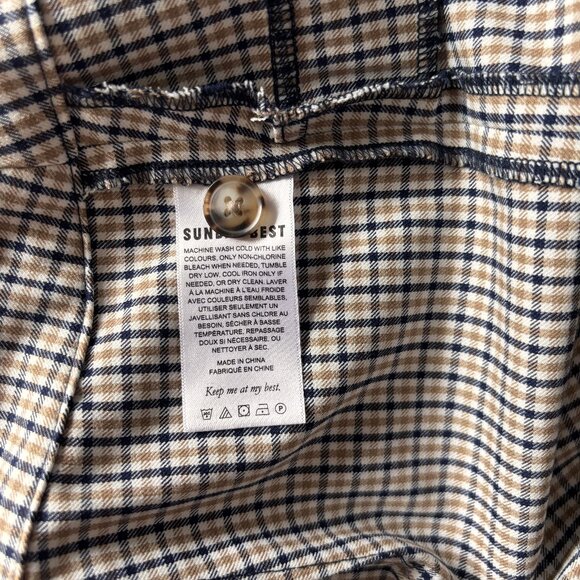 SUND BEST
MACHINE WASH COLD WITH LIKE
COLOURS, ONLY NON-CHLORINE
BLEACH WHEN NEEDED, TUMBLE
DRY LOW. COOL IRON ONLY IF
NEEDED, OR DRY CLEAN. LAVER
À LA MACHINE À L'EAU FROIDE
AVEC COULEURS SEMBLABLES,
UTILISER SEULEMENT UN
JAVELLISANT SANS CHLORE AU
BESOIN, SÉCHER À BASSE
TEMPÉRATURE, REPASSAGE
DOUX SI NÉCESSAIRE, OU
NETTOYER À SEC.
MADE IN CHINA
FABRIQUÉ EN CHINE
Keep me at my best.